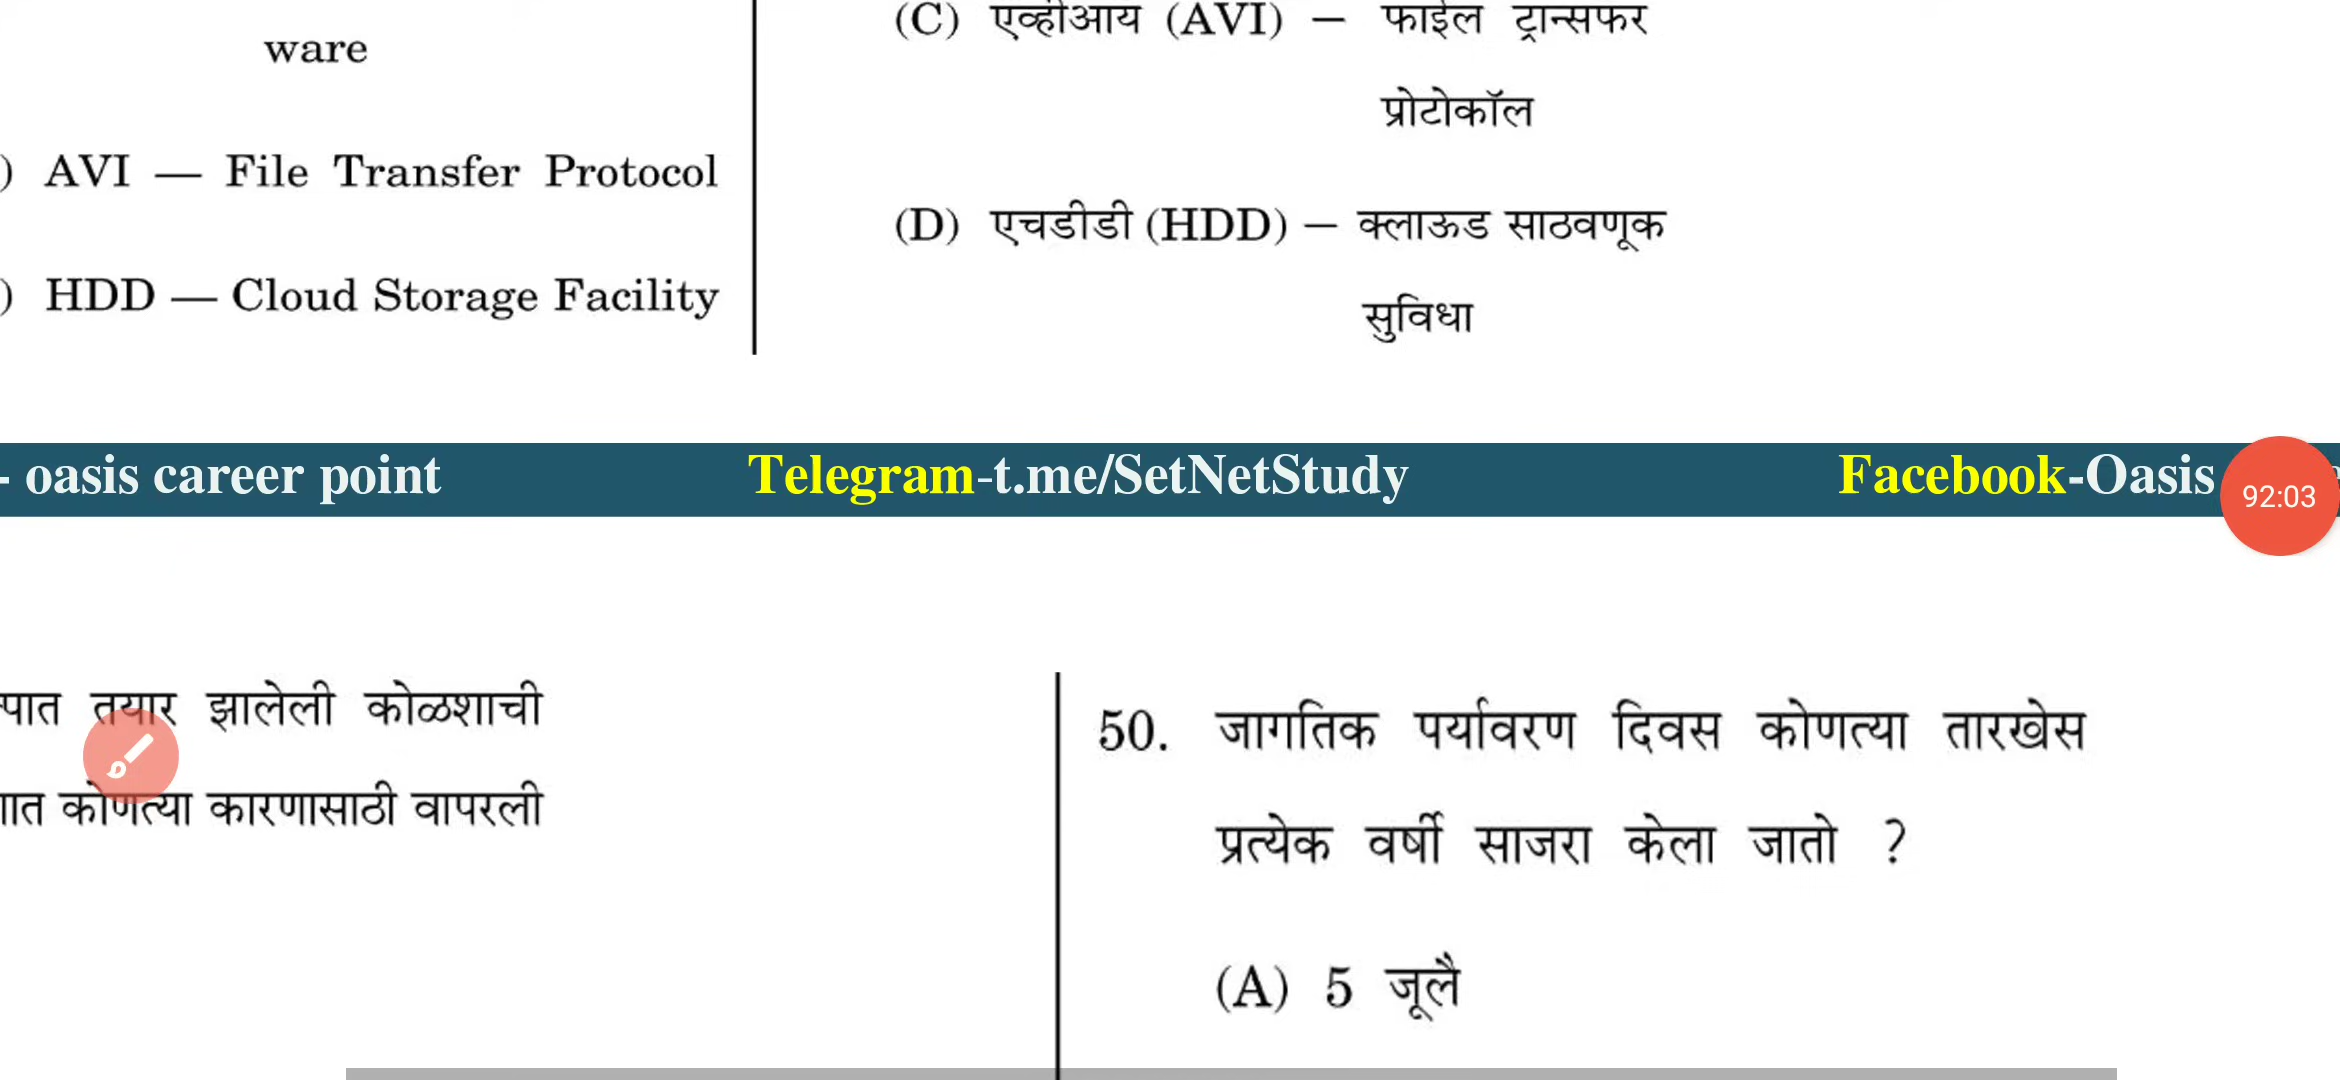 ware
) AVI — File Transfer Protocol
) HDD — Cloud Storage Facility
(C) एव्हीआय (AVI) – फाईल ट्रान्सफर
प्रोटोकॉल
(D) एचडीडी (HDD) – क्लाऊड साठवणूक
सुविधा
- oasis career point Telegram-t.me/SetNetStudy Facebook-Oasis
92:03
पात तयार झालेली कोळशाची
गात कोणत्या कारणासाठी वापरली
50. जागतिक पर्यावरण दिवस कोणत्या तारखेस
प्रत्येक वर्षी साजरा केला जातो ?
(A) 5 जूलै